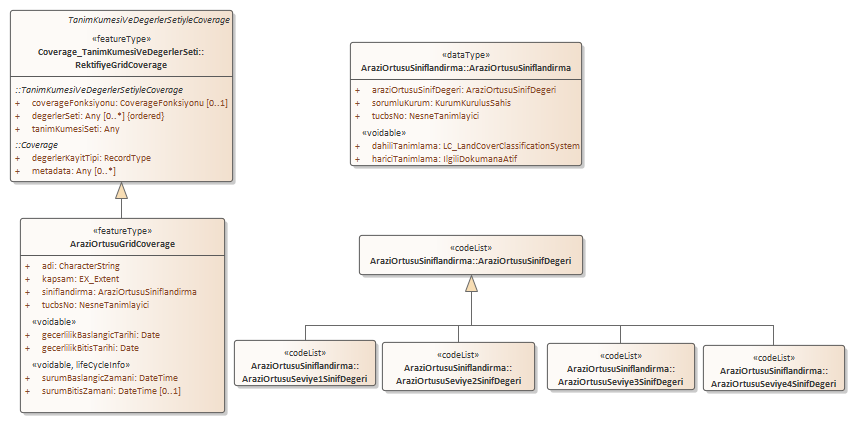 TanimKumesiVeDegerlerSetiyleCoverage
«featureType»
Coverage_TanimKumesiVeDegerlerSeti::
RektifiyeGridCoverage
::TanimKumesiVeDegerlerSetiyleCoverage
+ coverageFonksiyonu: CoverageFonksiyonu [0..1]
+ degerlerSeti: Any [0..*] {ordered}
+ tanimKumesiSeti: Any
::Coverage
+ degerlerKayitTipi: RecordType
+ metadata: Any [0..*]
«featureType»
AraziOrtusuGridCoverage
+ adi: CharacterString
+ kapsam: EX_Extent
+ siniflandirma: AraziOrtusuSiniflandirma
+ tucbsNo: NesneTanimlayici
«voidable»
+ gecerlilikBaslangicTarihi: Date
+ gecerlilikBitisTarihi: Date
«voidable, lifeCycleInfo»
+ surumBaslangicZamani: DateTime
+ surumBitisZamani: DateTime [0..1]
«dataType»
AraziOrtusuSiniflandirma::AraziOrtusuSiniflandirma
+ araziOrtusuSinifDegeri: AraziOrtusuSinifDegeri
+ sorumluKurum: KurumKurulusSahis
+ tucbsNo: NesneTanimlayici
«voidable»
+ dahiliTanimlama: LC_LandCoverClassificationSystem
+ hariciTanimlama: IlgiliDokumanaAtif
«codeList»
AraziOrtusuSiniflandirma::AraziOrtusuSinifDegeri
«codeList»
AraziOrtusuSiniflandirma::
AraziOrtusuSeviye1SinifDegeri
«codeList»
AraziOrtusuSiniflandirma::
AraziOrtusuSeviye2SinifDegeri
«codeList»
AraziOrtusuSiniflandirma::
AraziOrtusuSeviye3SinifDegeri
«codeList»
AraziOrtusuSiniflandirma::
AraziOrtusuSeviye4SinifDegeri